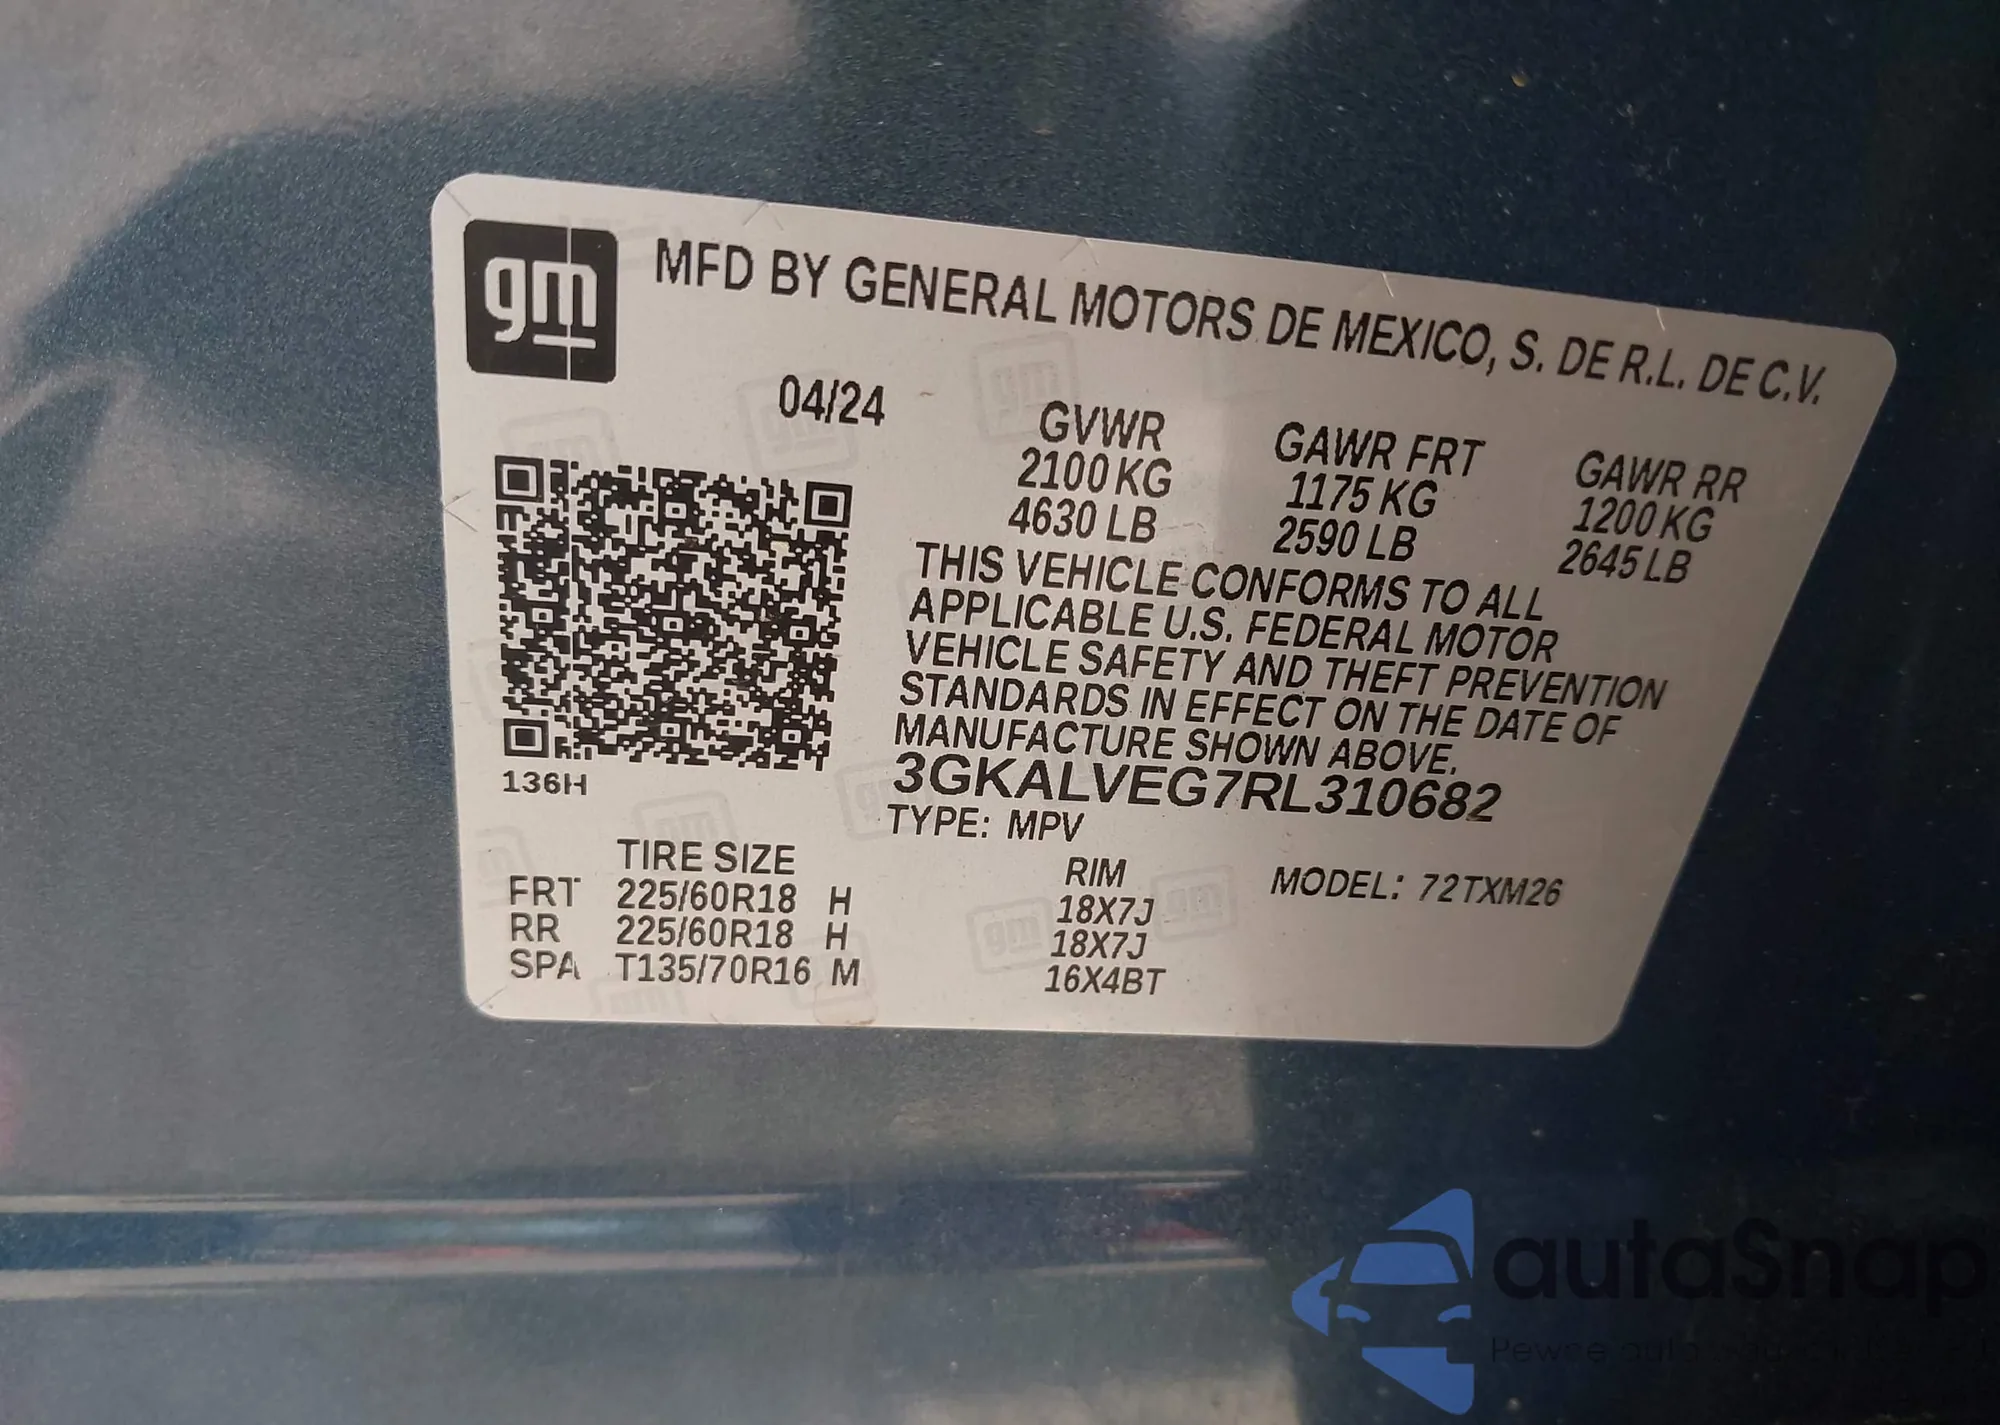 gm
MFD BY GENERAL MOTORS DE MEXICO, S. DE R.L. DE C.V.
04/24
GVWR GAWR FRT GAWR RR
2100 KG 1175 KG 1200 KG
4630 LB 2590 LB 2645 LB
THIS VEHICLE CONFORMS TO ALL
APPLICABLE U.S. FEDERAL MOTOR
VEHICLE SAFETY AND THEFT PREVENTION
STANDARDS IN EFFECT ON THE DATE OF
MANUFACTURE SHOWN ABOVE.
3GKALVEG7RL310682
136H
TYPE: MPV
TIRE SIZE RIM MODEL: 72TXM26
FRT 225/60R18 H 18X7J
RR 225/60R18 H 18X7J
SPA T135/70R16 M 16X4BT
autaSnap